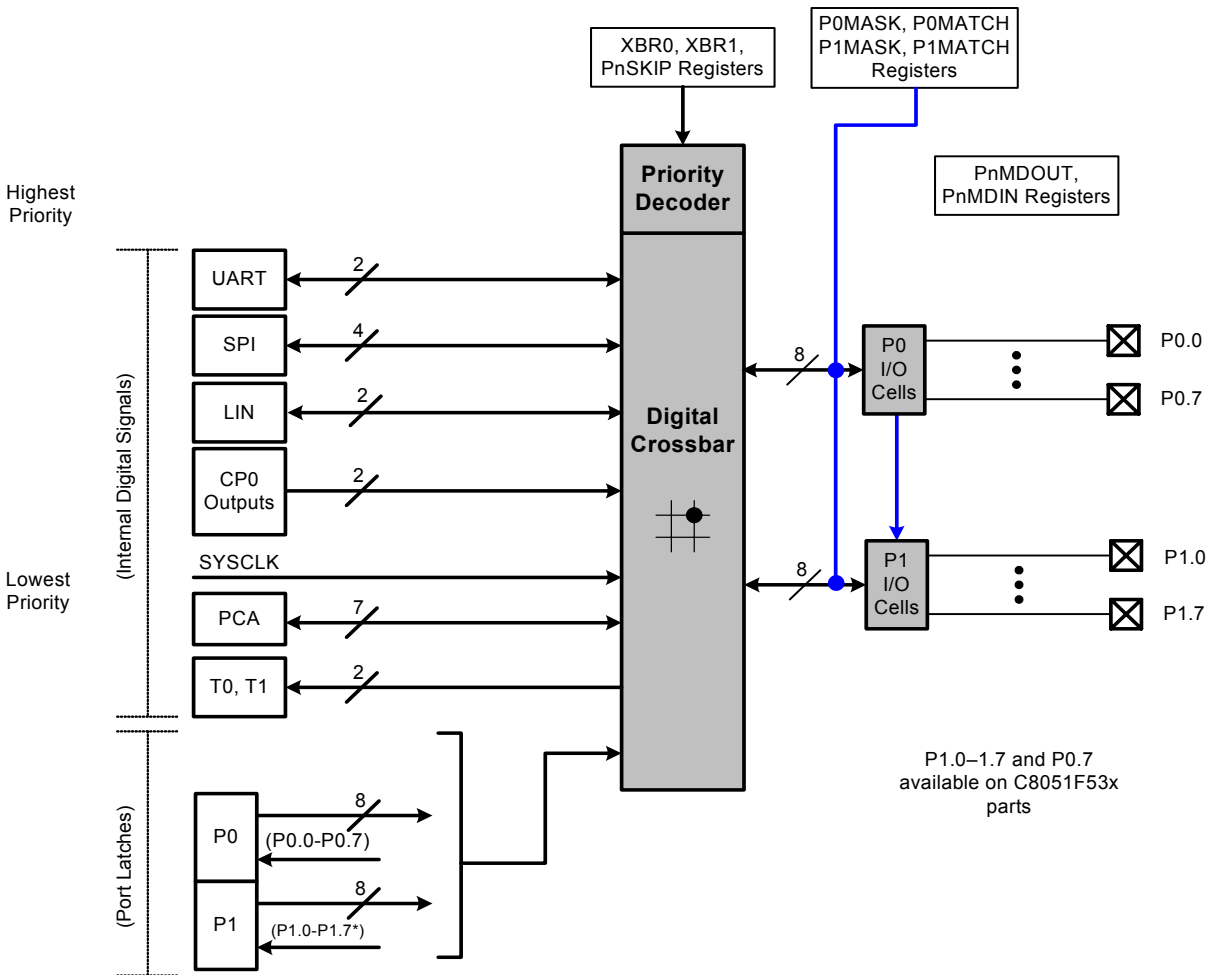 XBR0, XBR1,
PnSKIP Registers
P0MASK, P0MATCH
P1MASK, P1MATCH
Registers
PnMDOUT,
PnMDIN Registers
Highest
Priority
Lowest
Priority
(Internal Digital Signals)
(Port Latches)
Priority
Decoder
Digital
Crossbar
UART
2
SPI
4
LIN
2
CP0
Outputs
2
SYSCLK
PCA
7
T0, T1
2
P0
8
(P0.0-P0.7)
P1
8
(P1.0-P1.7*)
8
P0
I/O
Cells
P0.0
P0.7
8
P1
I/O
Cells
P1.0
P1.7
P1.0–1.7 and P0.7
available on C8051F53x
parts